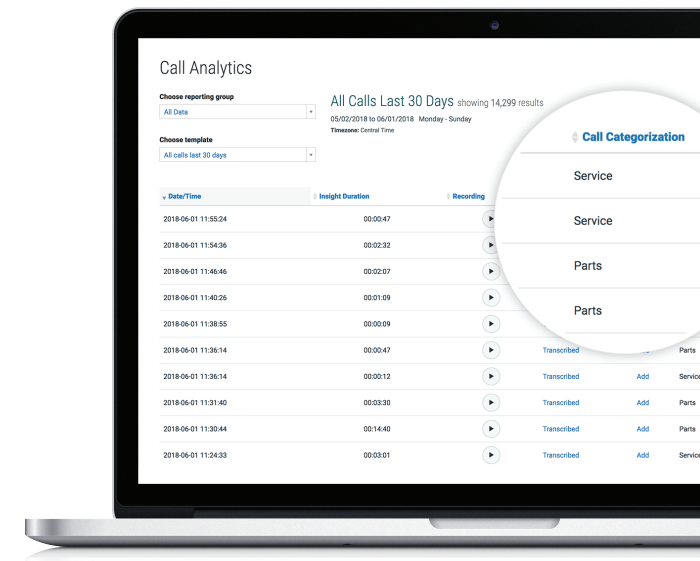 Call Analytics
Choose reporting group
All Data
Choose template
All calls last 30 days
All Calls Last 30 Days showing 14,299 results
05/02/2018 to 06/01/2018 Monday - Sunday
Timezone: Central Time
Call Categorization
Service
Service
Parts
Parts
Date/Time Insight Duration Recording
2018-06-01 11:55:24 00:00:47
2018-06-01 11:54:36 00:02:32
2018-06-01 11:46:46 00:02:07
2018-06-01 11:40:26 00:01:09
2018-06-01 11:38:55 00:00:09
2018-06-01 11:36:14 00:00:47 Transcribed Parts
2018-06-01 11:36:14 00:00:12 Transcribed Add Service
2018-06-01 11:31:40 00:03:30 Transcribed Add Parts
2018-06-01 11:30:44 00:14:40 Transcribed Add Parts
2018-06-01 11:24:33 00:03:01 Transcribed Add Service